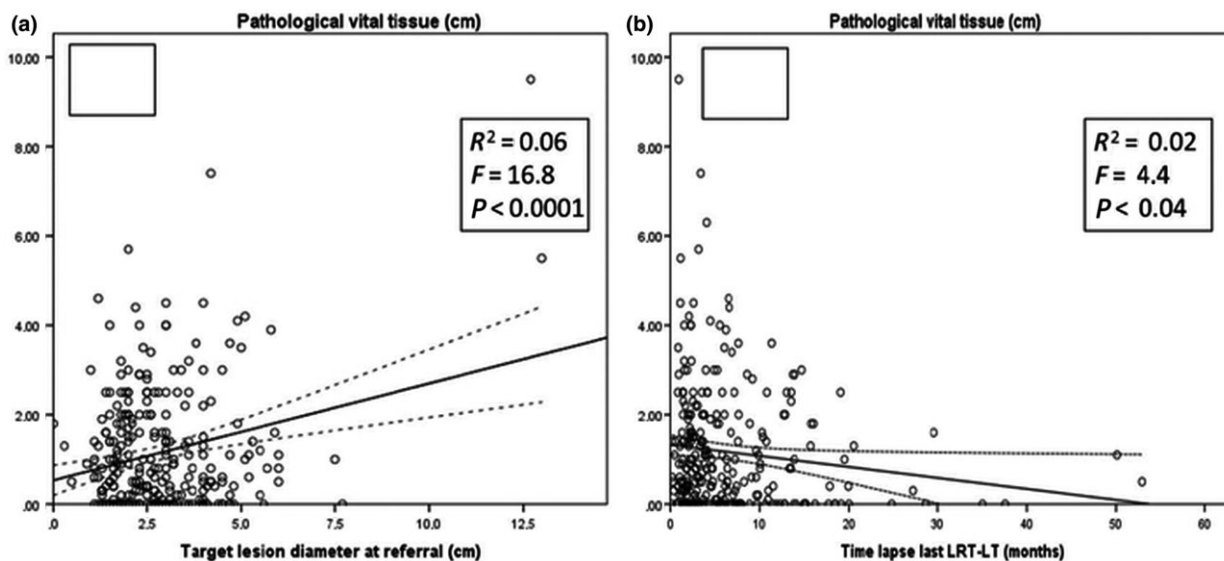 (a)
Pathological vital tissue (cm)
10.00
8.00
6.00
4.00
2.00
.00
R² = 0.06
F = 16.8
P < 0.0001
.0
2.5
5.0
7.5
10.0
12.5
Target lesion diameter at referral (cm)
(b)
Pathological vital tissue (cm)
10.00
8.00
6.00
4.00
2.00
.00
R² = 0.02
F = 4.4
P < 0.04
0
10
20
30
40
50
60
Time lapse last LRT-LT (months)